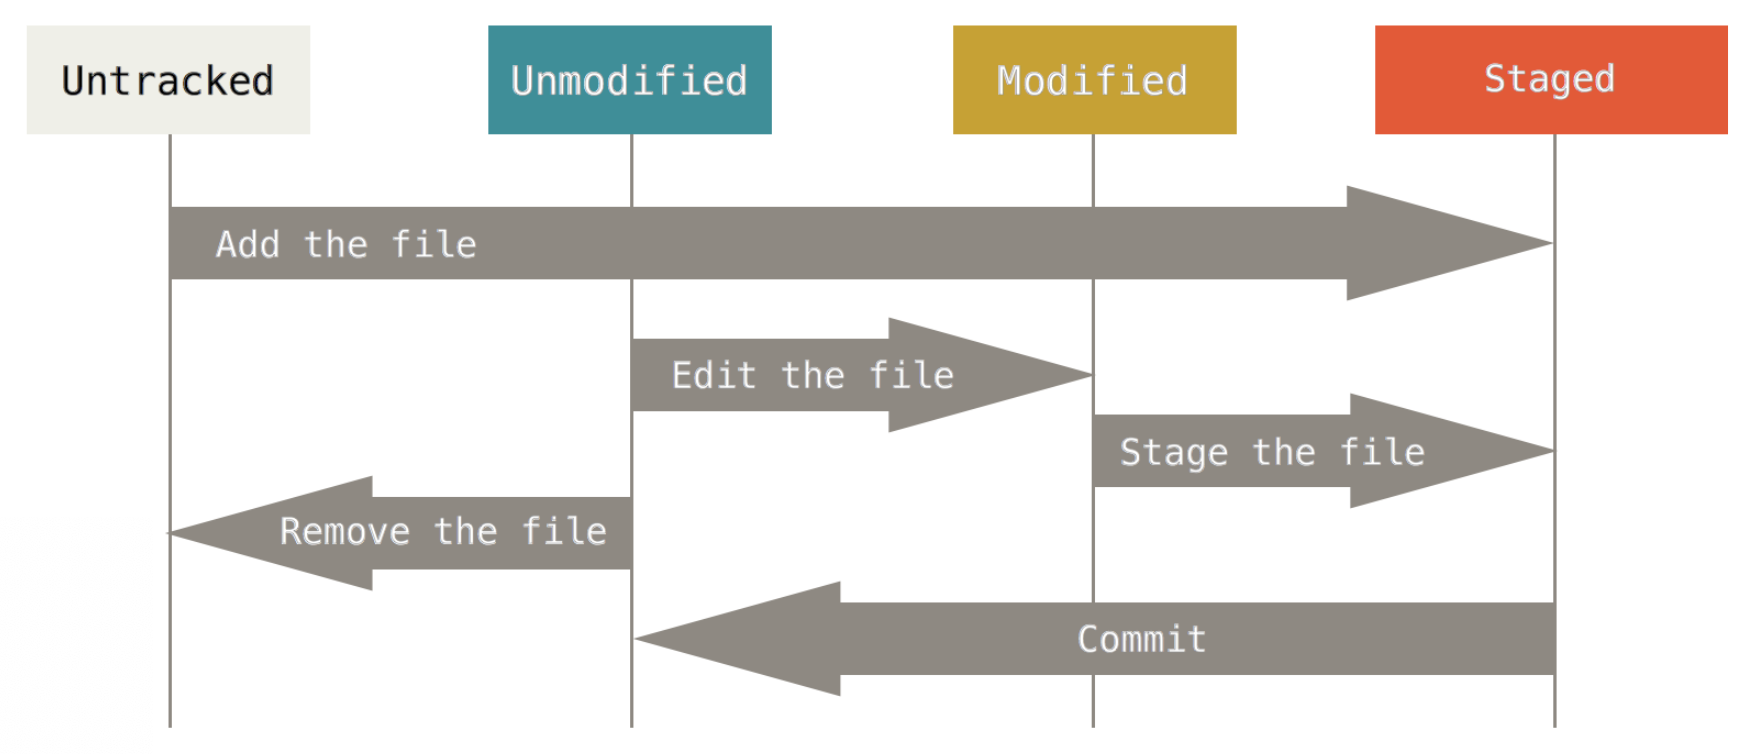 Untracked
Unmodified
Modified
Staged
Add the file
Edit the file
Stage the file
Remove the file
Commit